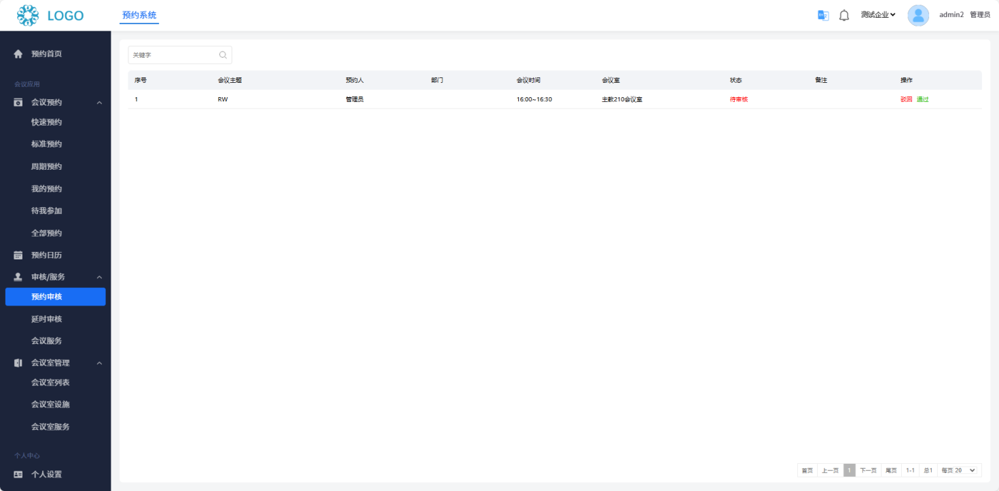 LOGO
预约系统
测试企业
admin2 管理员
预约首页
会议应用
会议预约
快速预约
标准预约
周期预约
我的预约
待我参加
全部预约
预约日历
审核/服务
预约审核
延时审核
会议服务
会议室管理
会议室列表
会议室设施
会议室服务
个人中心
个人设置
关键字
序号 会议主题 预约人 部门 会议时间 会议室 状态 备注 操作
1 RW 管理员 16:00~16:30 主教210会议室 待审核 驳回 通过
首页 上一页 1 下一页 尾页 1-1 总1 每页 20